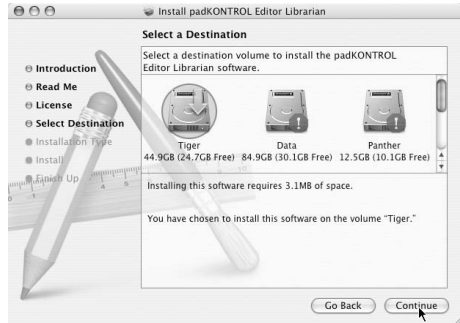 Install padKONTROL Editor Librarian
Select a Destination
Select a destination volume to install the padKONTROL
Editor Librarian software.
Introduction
Read Me
License
Select Destination
Installation Type
Install
Finish Up
Tiger
44.9GB (24.7GB Free)
Data
84.9GB (30.1GB Free)
Panther
12.5GB (10.1GB Free)
Installing this software requires 3.1MB of space.
You have chosen to install this software on the volume “Tiger.”
Go Back
Continue